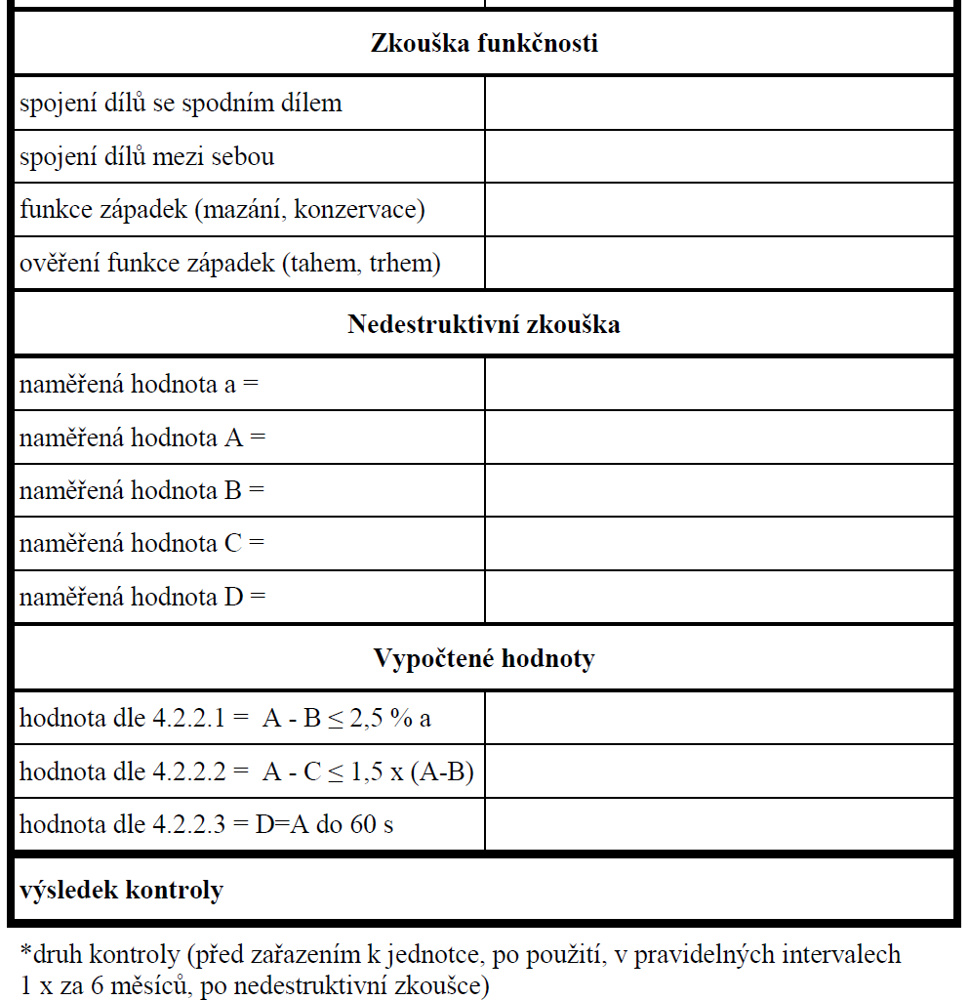 Zkouška funkčnosti
spojení dílů se spodním dílem
spojení dílů mezi sebou
funkce západek (mazání, konzervace)
ověření funkce západek (tahem, trhem)
Nedestruktivní zkouška
naměřená hodnota a =
naměřená hodnota A =
naměřená hodnota B =
naměřená hodnota C =
naměřená hodnota D =
Vypočtené hodnoty
hodnota dle 4.2.2.1 = A - B ≤ 2,5 % a
hodnota dle 4.2.2.2 = A - C ≤ 1,5 x (A-B)
hodnota dle 4.2.2.3 = D=A do 60 s
výsledek kontroly
*druh kontroly (před zařazením k jednotce, po použití, v pravidelných intervalech
1 x za 6 měsíců, po nedestruktivní zkoušce)